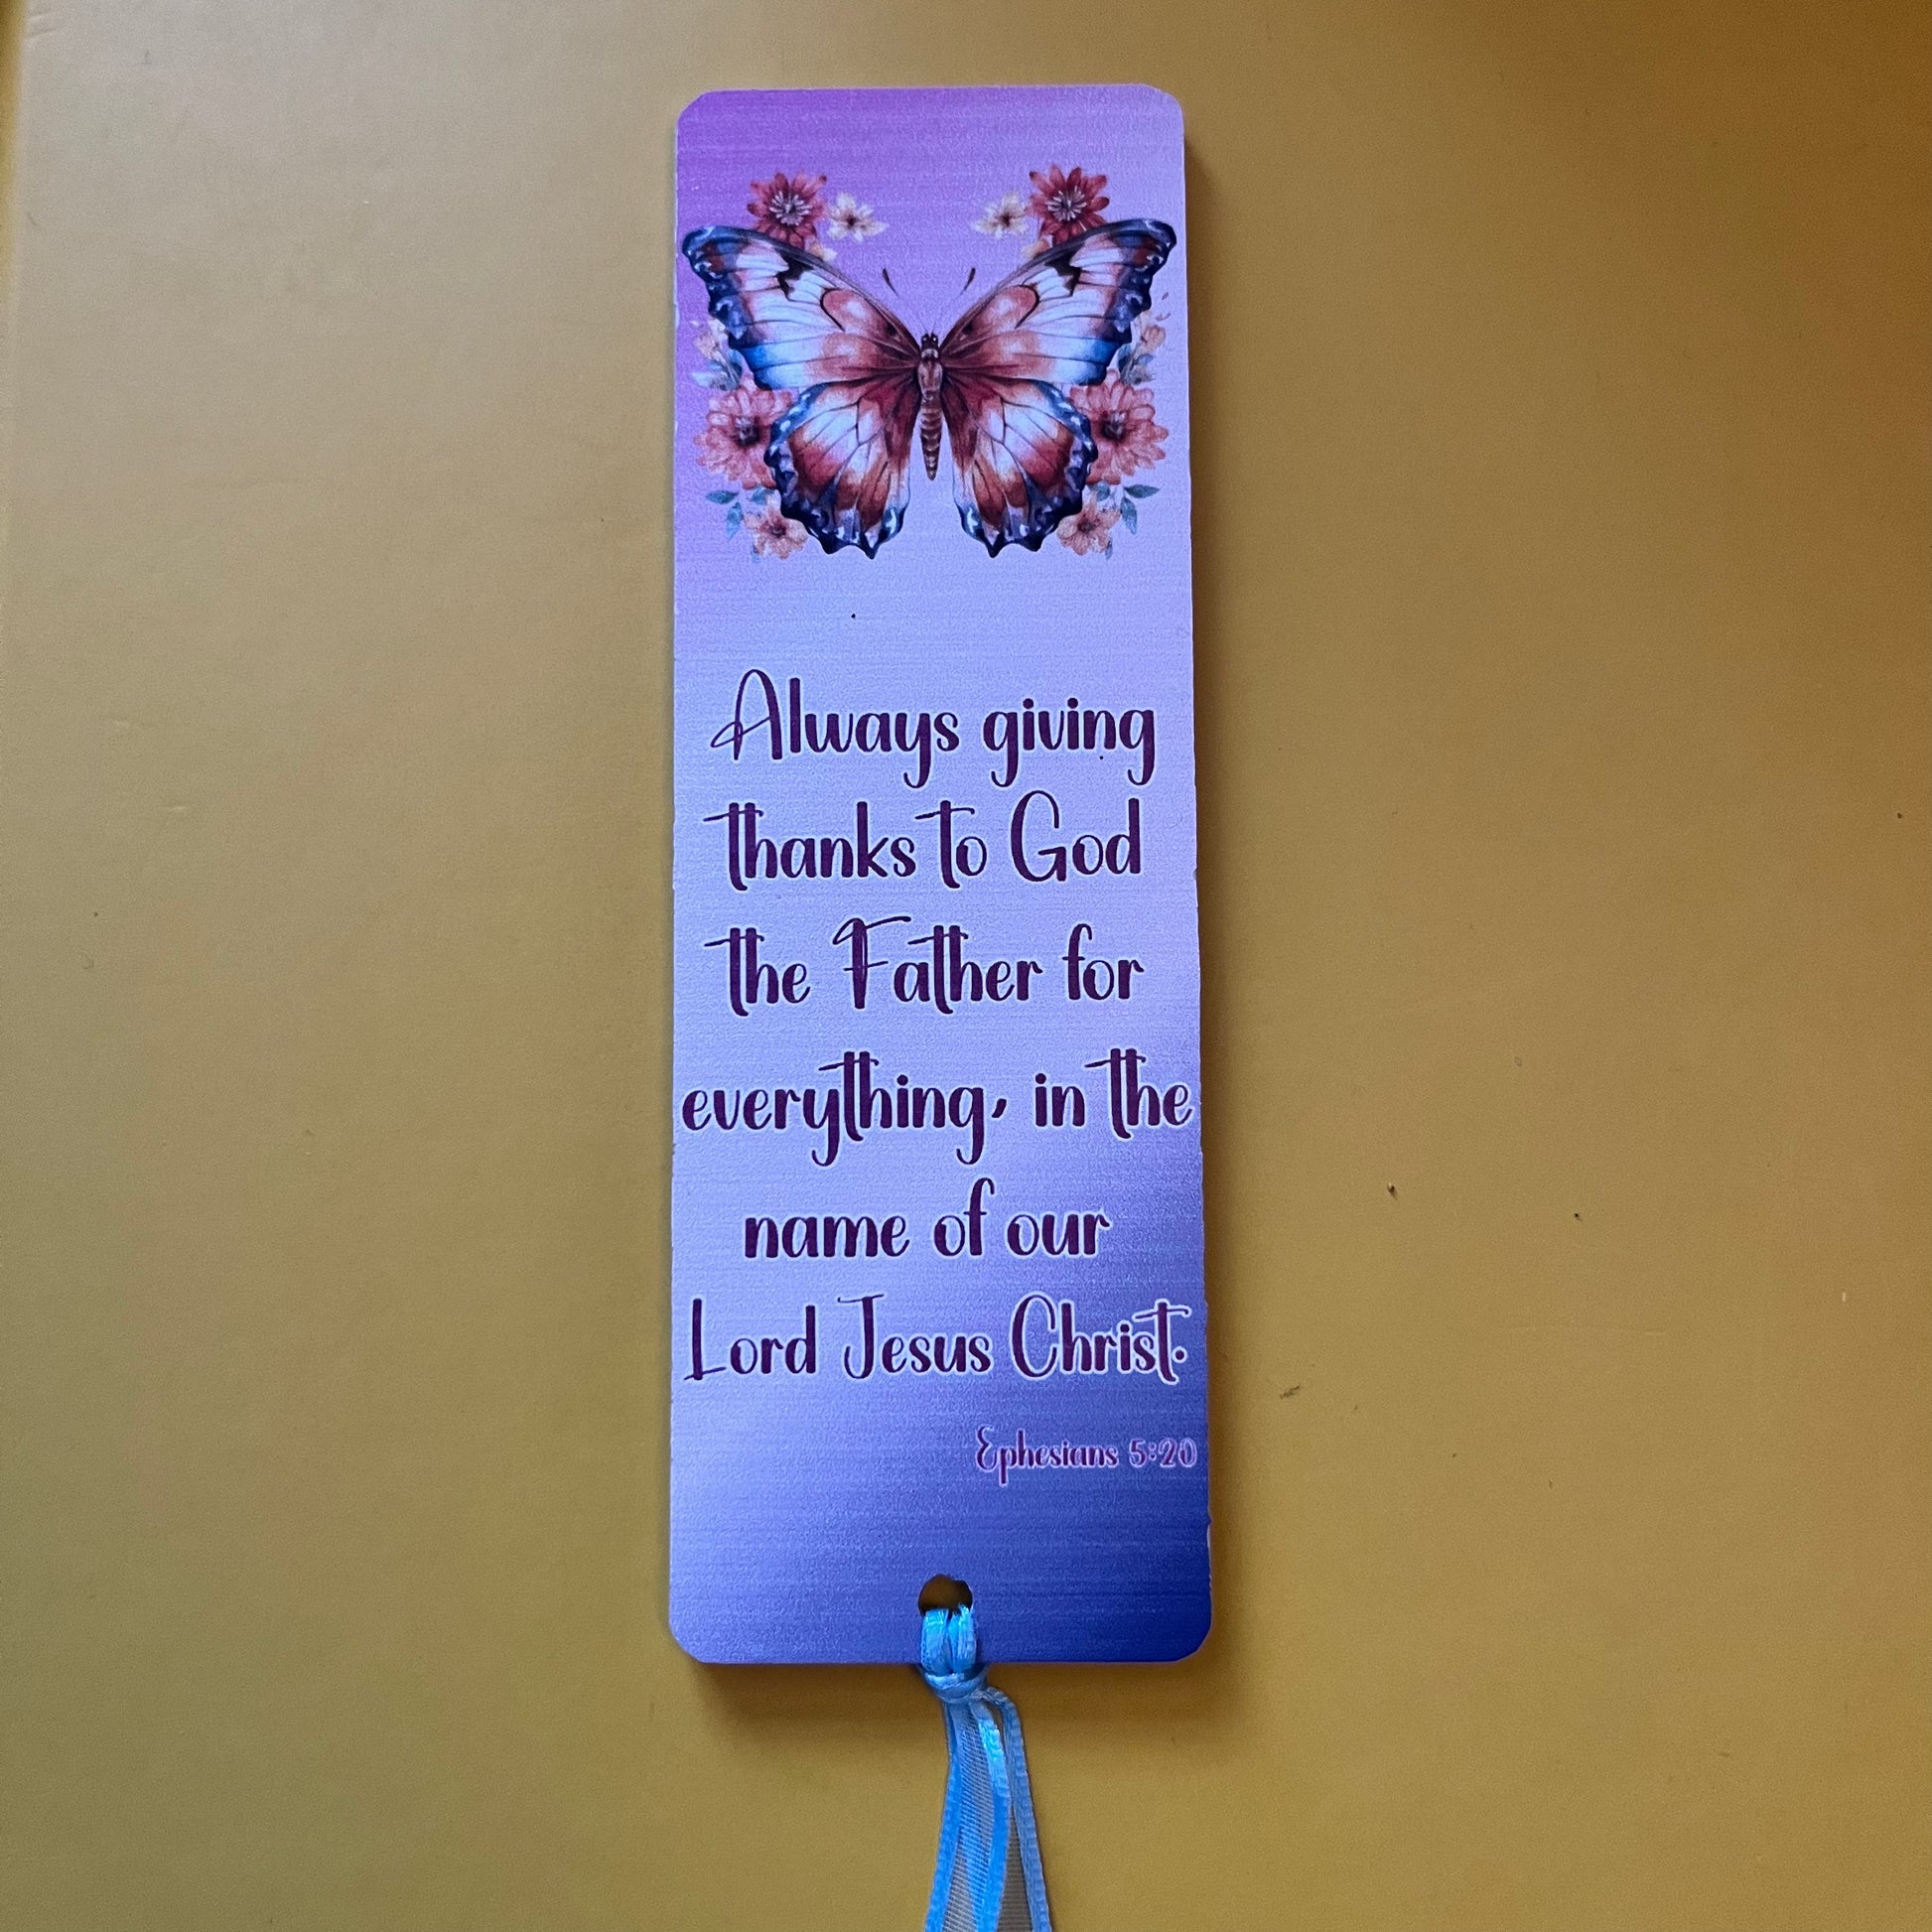 Always giving
thanks to God
the Father for
everything, in the
name of our
Lord Jesus Christ.
Ephesians 5:20